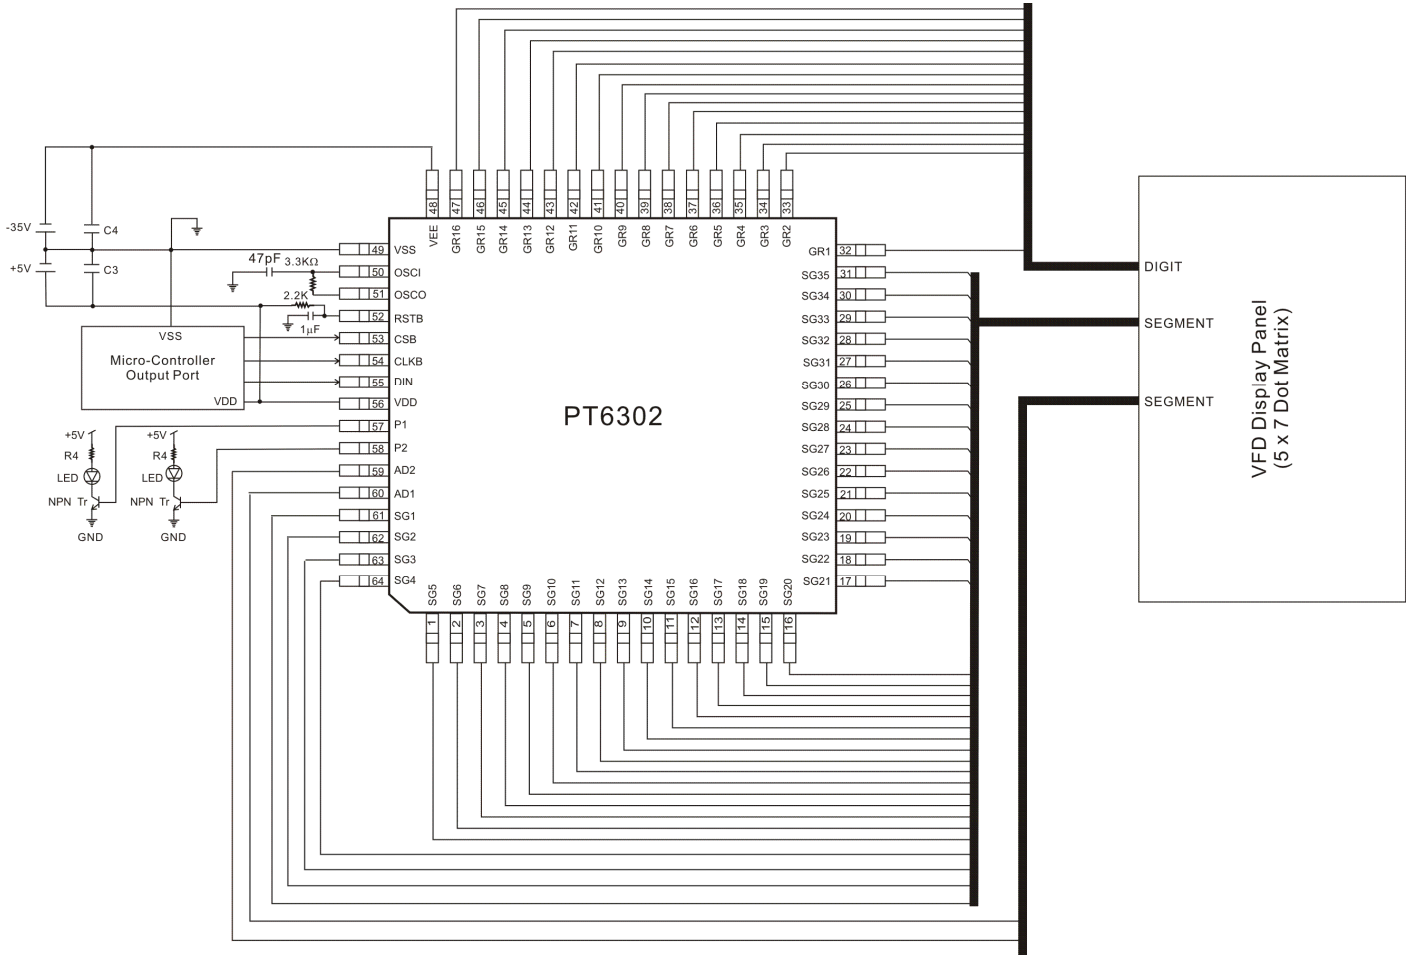 48 47 46 45 44 43 42 41 40 39 38 37 36 35 34 33
VEE GR16 GR15 GR14 GR13 GR12 GR11 GR10 GR9 GR8 GR7 GR6 GR5 GR4 GR3 GR2
-35V
C4
+5V
C3
47pF
3.3KΩ
2.2K
1µF
VSS
Micro-Controller
Output Port
VDD
+5V
R4
LED
NPN Tr
GND
+5V
R4
LED
NPN Tr
GND
49 VSS
50 OSCI
51 OSCO
52 RSTB
53 CSB
54 CLKB
55 DIN
56 VDD
57 P1
58 P2
59 AD2
60 AD1
61 SG1
62 SG2
63 SG3
64 SG4
PT6302
GR1 32
SG35 31
SG34 30
SG33 29
SG32 28
SG31 27
SG30 26
SG29 25
SG28 24
SG27 23
SG26 22
SG25 21
SG24 20
SG23 19
SG22 18
SG21 17
SG5 SG6 SG7 SG8 SG9 SG10 SG11 SG12 SG13 SG14 SG15 SG16 SG17 SG18 SG19 SG20
1 2 3 4 5 6 7 8 9 10 11 12 13 14 15 16
DIGIT
SEGMENT
SEGMENT
VFD Display Panel
(5 x 7 Dot Matrix)